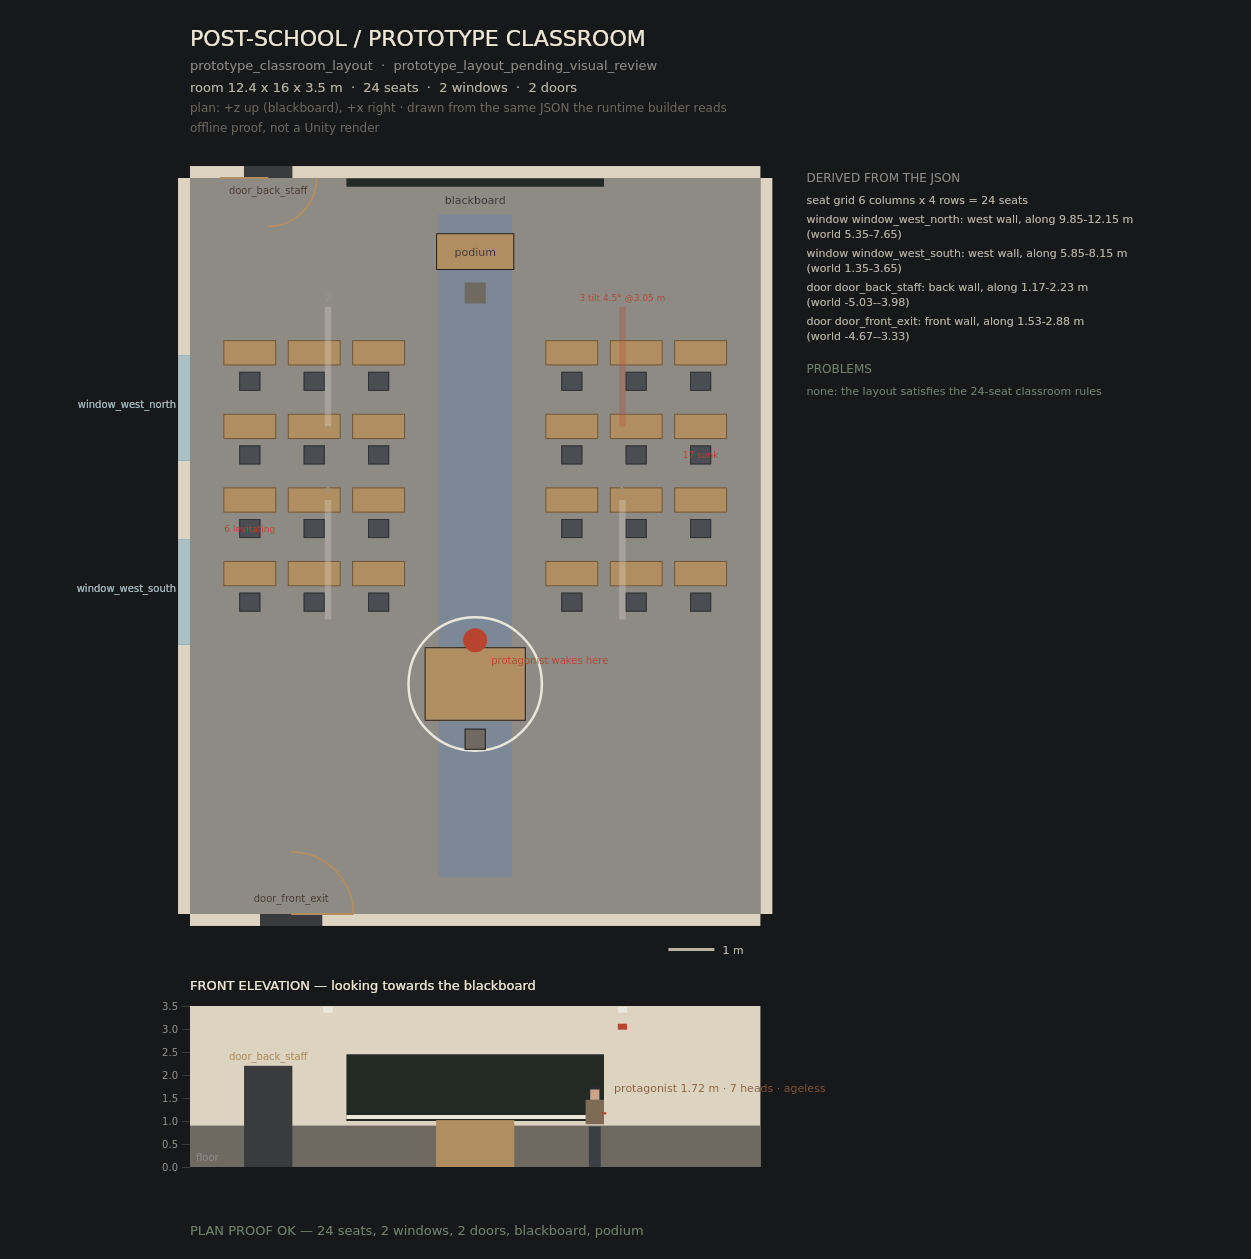 POST-SCHOOL / PROTOTYPE CLASSROOM
prototype_classroom_layout · prototype_layout_pending_visual_review
room 12.4 x 16 x 3.5 m · 24 seats · 2 windows · 2 doors
plan: +z up (blackboard), +x right · drawn from the same JSON the runtime builder reads
offline proof, not a Unity render
door_back_staff
blackboard
podium
3 tilt 4.5° @3.05 m
window_west_north
6 levitating
window_west_south
protagonist wakes here
door_front_exit
1 m
DERIVED FROM THE JSON
seat grid 6 columns x 4 rows = 24 seats
window window_west_north: west wall, along 9.85-12.15 m
(world 5.35-7.65)
window window_west_south: west wall, along 5.85-8.15 m
(world 1.35-3.65)
door door_back_staff: back wall, along 1.17-2.23 m
(world -5.03--3.98)
door door_front_exit: front wall, along 1.53-2.88 m
(world -4.67--3.33)
PROBLEMS
none: the layout satisfies the 24-seat classroom rules
FRONT ELEVATION — looking towards the blackboard
3.5
3.0
2.5
2.0
1.5
1.0
0.5
0.0
door_back_staff
protagonist 1.72 m · 7 heads · ageless
floor
PLAN PROOF OK — 24 seats, 2 windows, 2 doors, blackboard, podium